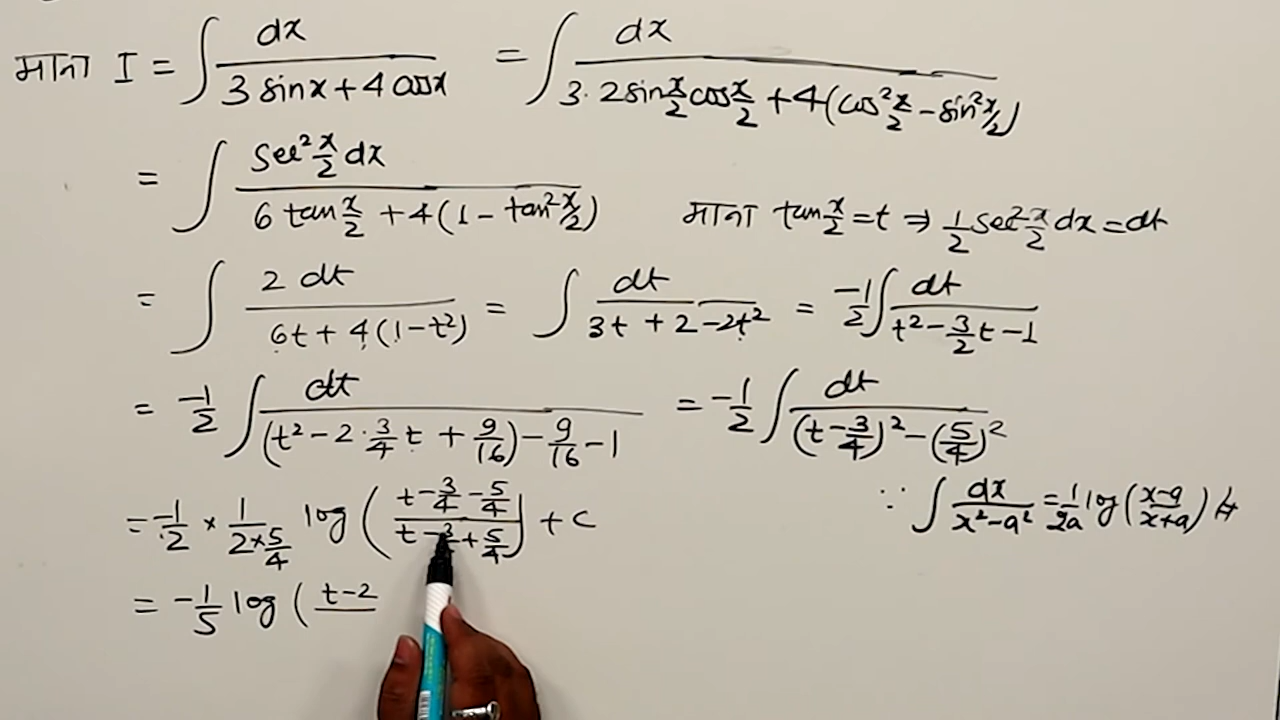 माना I = ∫ dx / (3 sinx + 4 cosx) = ∫ dx / (3·2sin x/2 cos x/2 + 4(cos² x/2 − sin² x/2))
= ∫ sec² x/2 dx / (6 tan x/2 + 4(1 − tan² x/2)) माना tan x/2 = t ⇒ 1/2 sec² x/2 dx = dt
= ∫ 2 dt / (6t + 4(1−t²)) = ∫ dt / (3t + 2 − 2t²) = −1/2 ∫ dt / (t² − 3/2 t − 1)
= −1/2 ∫ dt / ((t² − 2·3/4 t + 9/16) − 9/16 − 1) = −1/2 ∫ dt / ((t − 3/4)² − (5/4)²)
= −1/2 × 1/(2×5/4) log ((t − 3/4 − 5/4) / (t − 3/4 + 5/4)) + C ∵ ∫ dx / (x² − a²) = 1/2a log ((x−a)/(x+a))
= −1/5 log ( t−2